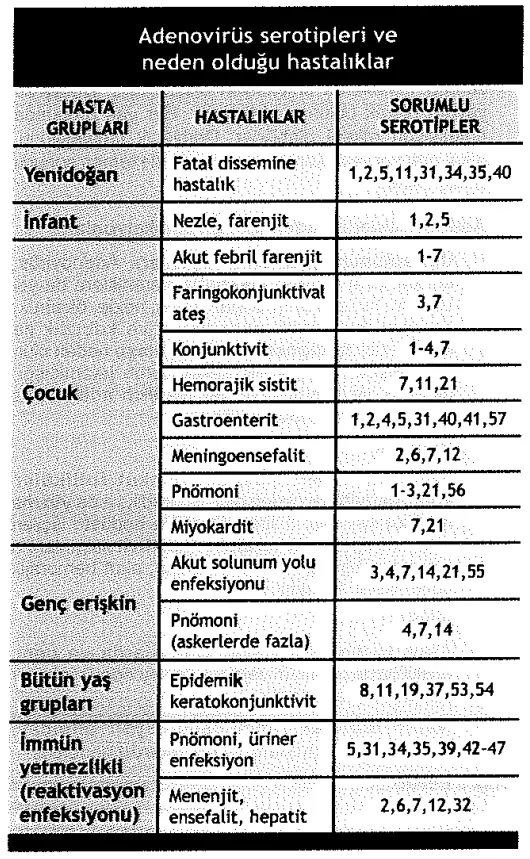 Adenovirüs serotipleri ve
neden olduğu hastalıklar
HASTA
GRUPLARI
HASTALIKLAR
SORUMLU
SEROTİPLER
Yenidoğan
Fatal dissemine
hastalık
1,2,5,11,31,34,35,40
İnfant
Nezle, farenjit
1,2,5
Çocuk
Akut febril farenjit
1-7
Faringokonjunktival
ateş
3,7
Konjunktivit
1-4,7
Hemorajik sistit
7,11,21
Gastroenterit
1,2,4,5,31,40,41,57
Meningoensefalit
2,6,7,12
Pnömoni
1-3,21,56
Miyokardit
7,21
Genç erişkin
Akut solunum yolu
enfeksiyonu
3,4,7,14,21,55
Pnömoni
(askerlerde fazla)
4,7,14
Bütün yaş
grupları
Epidemik
keratokonjunktivit
8,11,19,37,53,54
İmmün
yetmezlikli
(reaktivasyon
enfeksiyonu)
Pnömoni, üriner
enfeksiyon
5,31,34,35,39,42-47
Menenjit,
ensefalit, hepatit
2,6,7,12,32